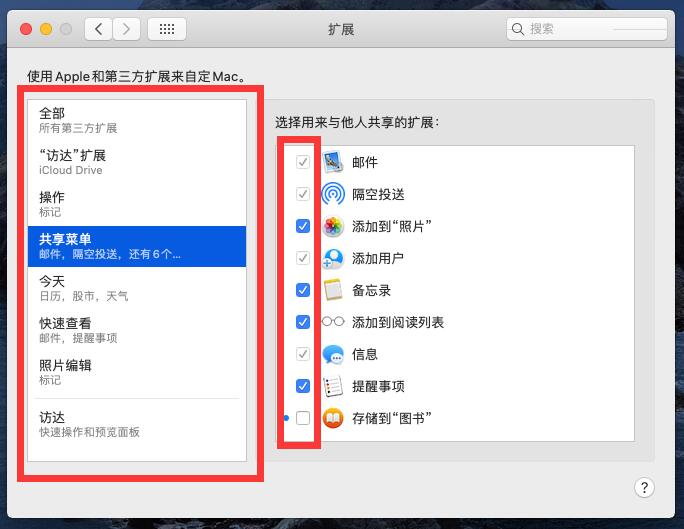 扩展
搜索
使用Apple和第三方扩展来自定Mac。
全部
所有第三方扩展
“访达”扩展
iCloud Drive
操作
标记
共享菜单
邮件，隔空投送，还有6个...
今天
日历，股市，天气
快速查看
邮件，提醒事项
照片编辑
标记
访达
快速操作和预览面板
选择用来与他人共享的扩展：
邮件
隔空投送
添加到“照片”
添加用户
备忘录
添加到阅读列表
信息
提醒事项
存储到“图书”
?